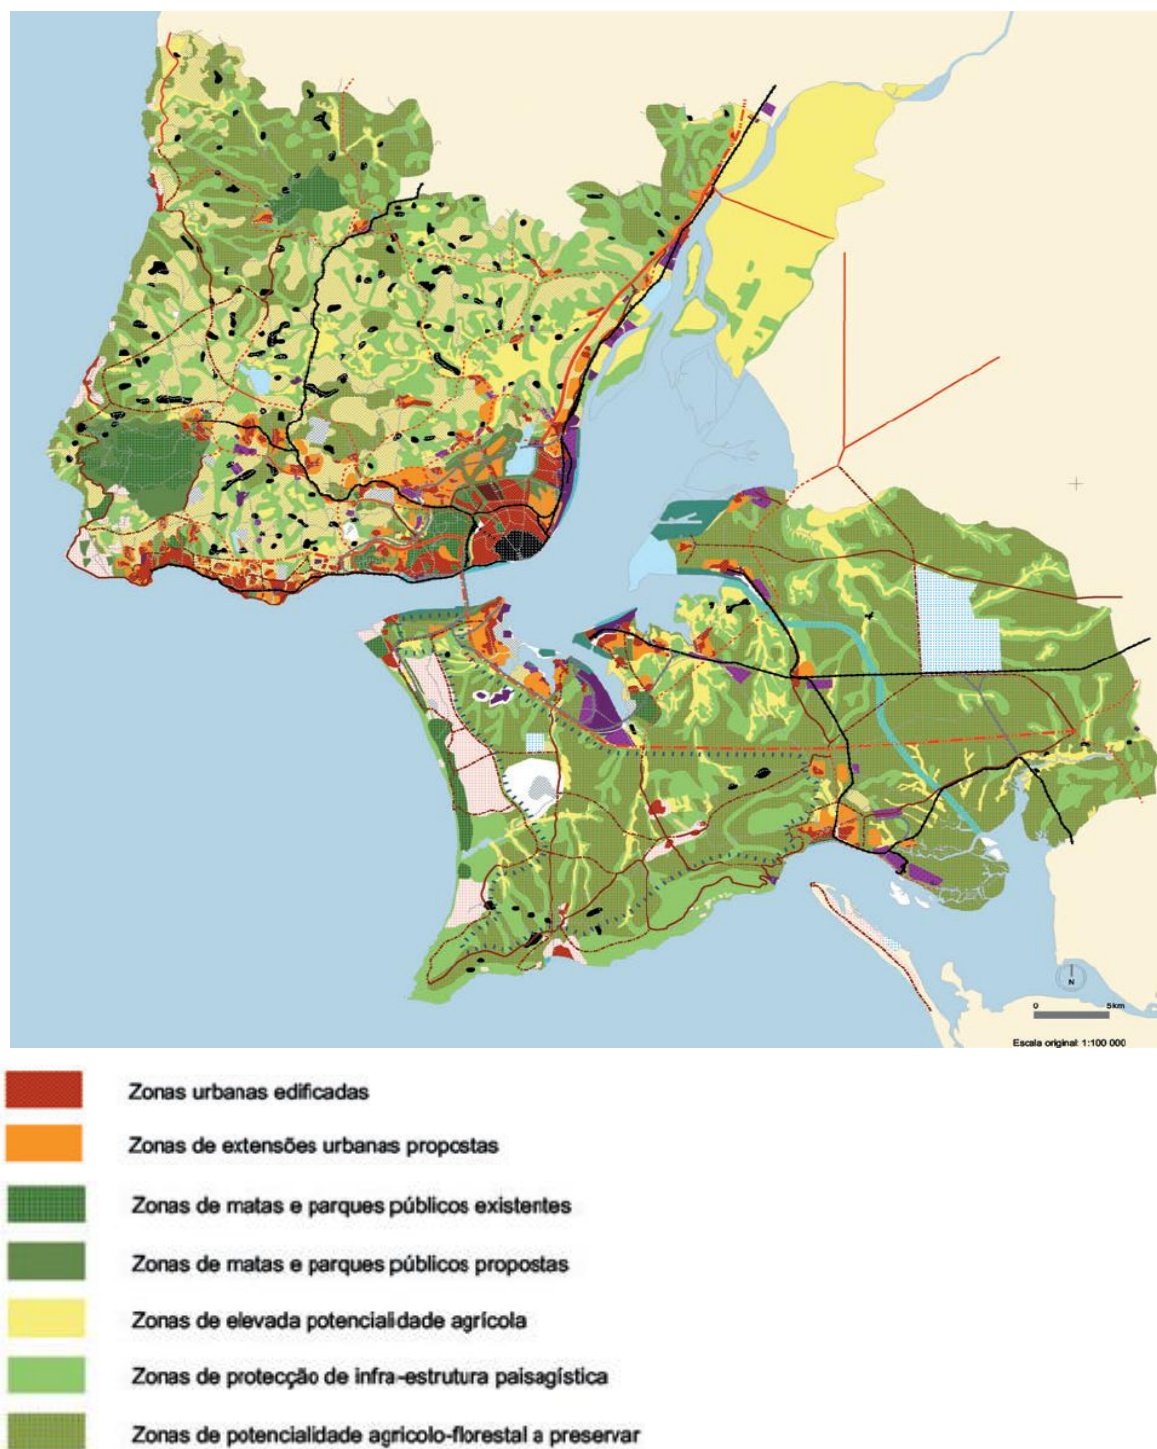 N
0 5km
Escala original: 1:100 000
Zonas urbanas edificadas
Zonas de extensões urbanas propostas
Zonas de matas e parques públicos existentes
Zonas de matas e parques públicos propostas
Zonas de elevada potencialidade agrícola
Zonas de protecção de infra-estrutura paisagística
Zonas de potencialidade agricolo-florestal a preservar